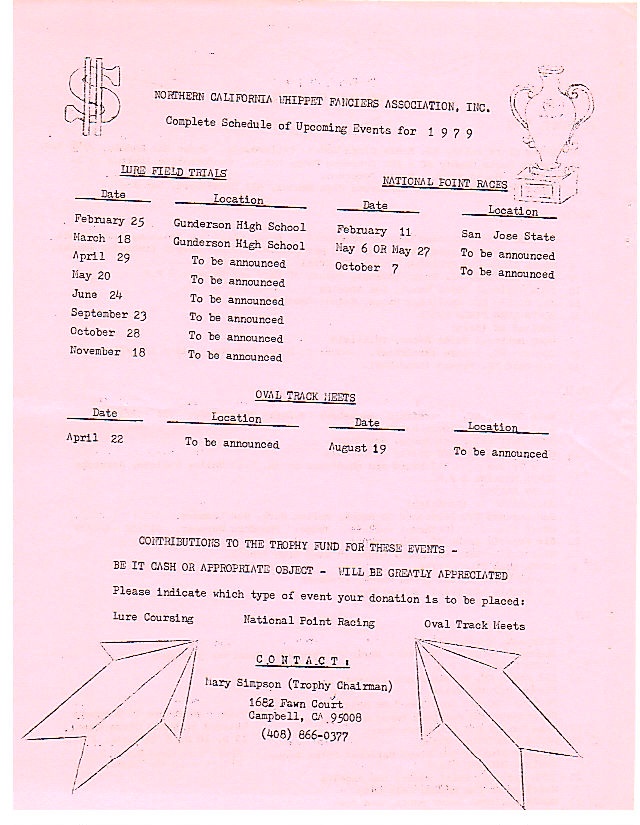 NORTHERN CALIFORNIA WHIPPET FANCIERS ASSOCIATION, INC.
Complete Schedule of Upcoming Events for 1 9 7 9
LURE FIELD TRIALS
Date Location
February 25 Gunderson High School
March 18 Gunderson High School
April 29 To be announced
May 20 To be announced
June 24 To be announced
September 23 To be announced
October 28 To be announced
November 18 To be announced
NATIONAL POINT RACES
Date Location
February 11 San Jose State
May 6 OR May 27 To be announced
October 7 To be announced
OVAL TRACK MEETS
Date Location Date Location
April 22 To be announced August 19 To be announced
CONTRIBUTIONS TO THE TROPHY FUND FOR THESE EVENTS -
BE IT CASH OR APPROPRIATE OBJECT - WILL BE GREATLY APPRECIATED
Please indicate which type of event your donation is to be placed:
Lure Coursing National Point Racing Oval Track Meets
C O N T A C T :
Mary Simpson (Trophy Chairman)
1682 Fawn Court
Campbell, CA 95008
(408) 866-0377